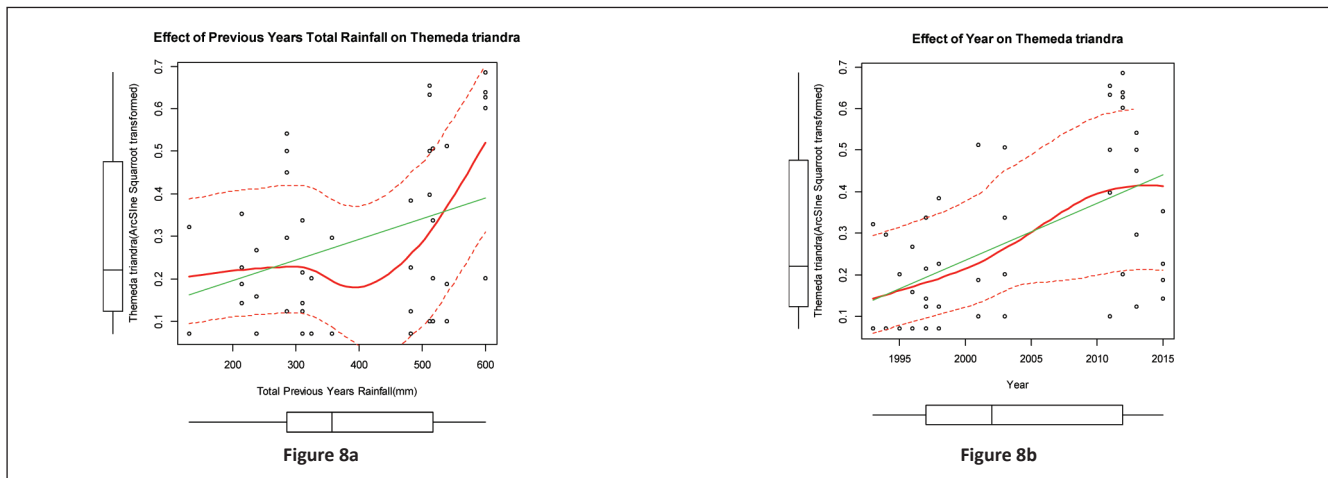 Effect of Previous Years Total Rainfall on Themeda triandra
Themeda triandra(ArcSIne Squarroot transformed)
0.7
0.6
0.5
0.4
0.3
0.2
0.1
200 300 400 500 600
Total Previous Years Rainfall(mm)
Figure 8a
Effect of Year on Themeda triandra
Themeda triandra(ArcSIne Squarroot transformed)
0.7
0.6
0.5
0.4
0.3
0.2
0.1
1995 2000 2005 2010 2015
Year
Figure 8b